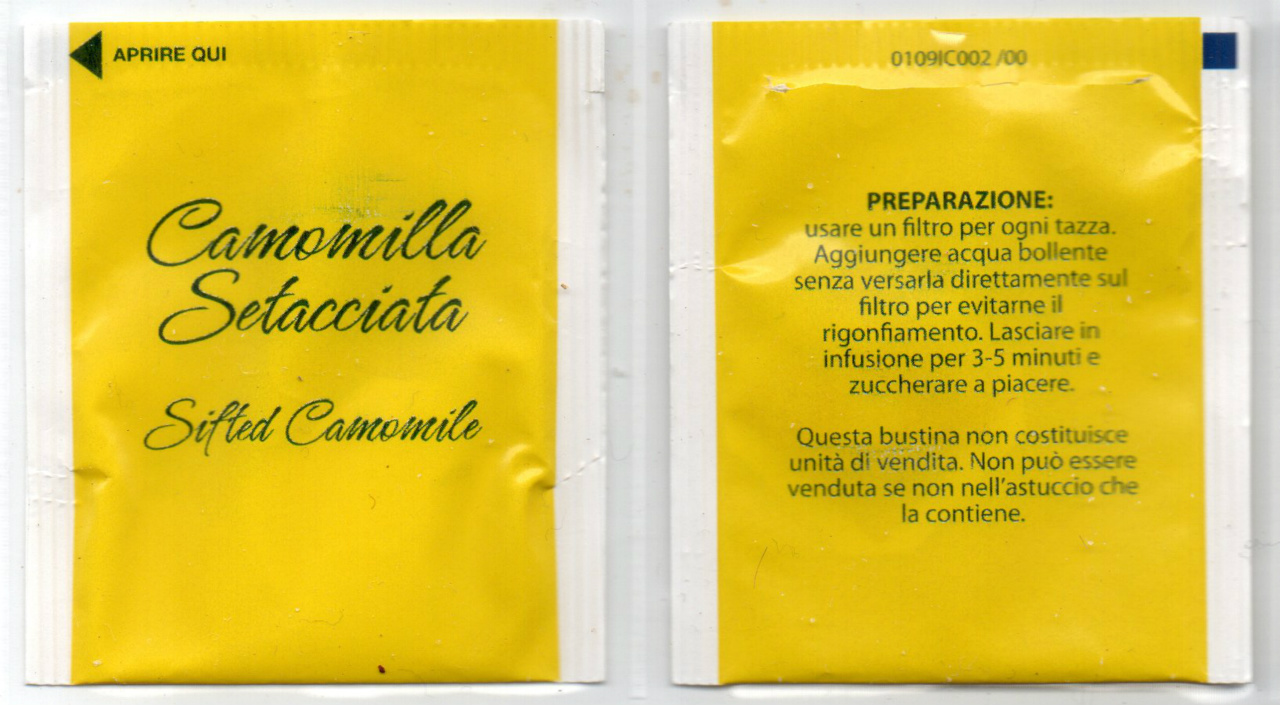 APRIRE QUI
Camomilla
Setacciata
Sifted Camomile
0109IC002 /00
PREPARAZIONE:
usare un filtro per ogni tazza.
Aggiungere acqua bollente
senza versarla direttamente sul
filtro per evitarne il
rigonfiamento. Lasciare in
infusione per 3-5 minuti e
zuccherare a piacere.
Questa bustina non costituisce
unità di vendita. Non può essere
venduta se non nell'astuccio che
la contiene.